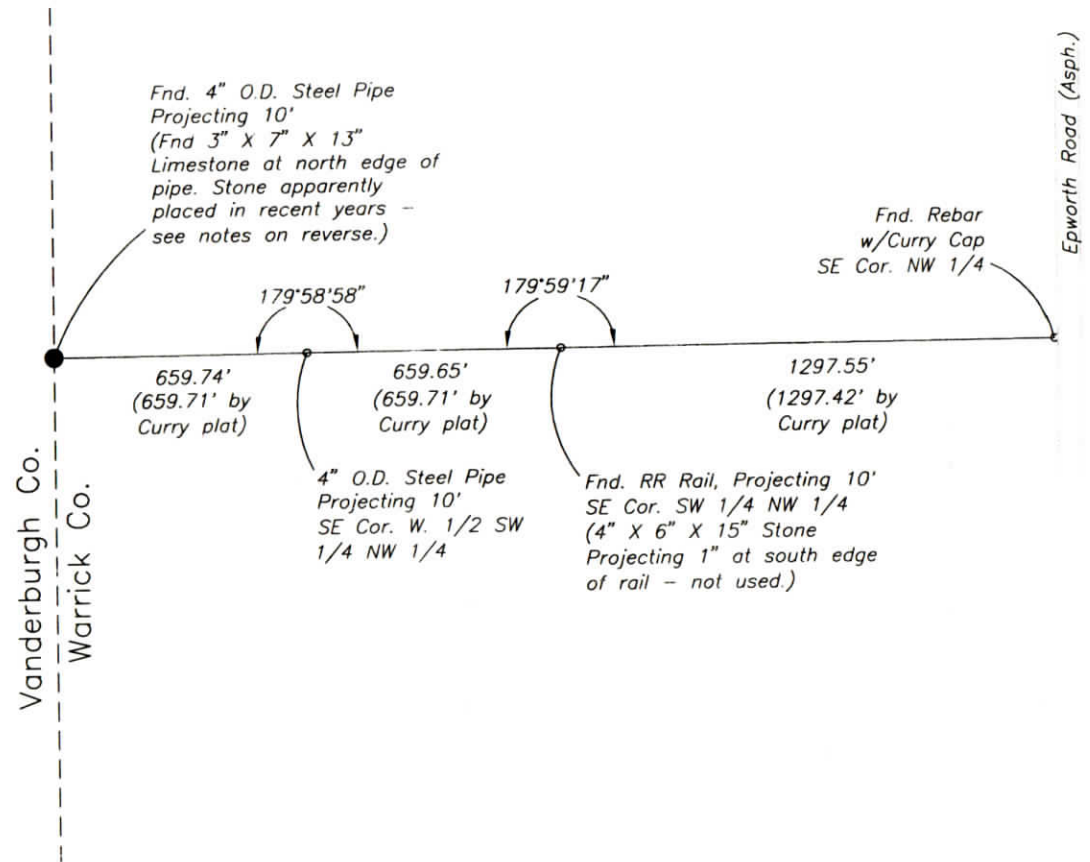 Fnd. 4" O.D. Steel Pipe
Projecting 10'
(Fnd 3" X 7" X 13"
Limestone at north edge of
pipe. Stone apparently
placed in recent years –
see notes on reverse.)
Epworth Road (Asph.)
Fnd. Rebar
w/Curry Cap
SE Cor. NW 1/4
179°58'58"
179°59'17"
659.74'
(659.71' by
Curry plat)
659.65'
(659.71' by
Curry plat)
1297.55'
(1297.42' by
Curry plat)
4" O.D. Steel Pipe
Projecting 10'
SE Cor. W. 1/2 SW
1/4 NW 1/4
Fnd. RR Rail, Projecting 10'
SE Cor. SW 1/4 NW 1/4
(4" X 6" X 15" Stone
Projecting 1" at south edge
of rail – not used.)
Vanderburgh Co.
Warrick Co.